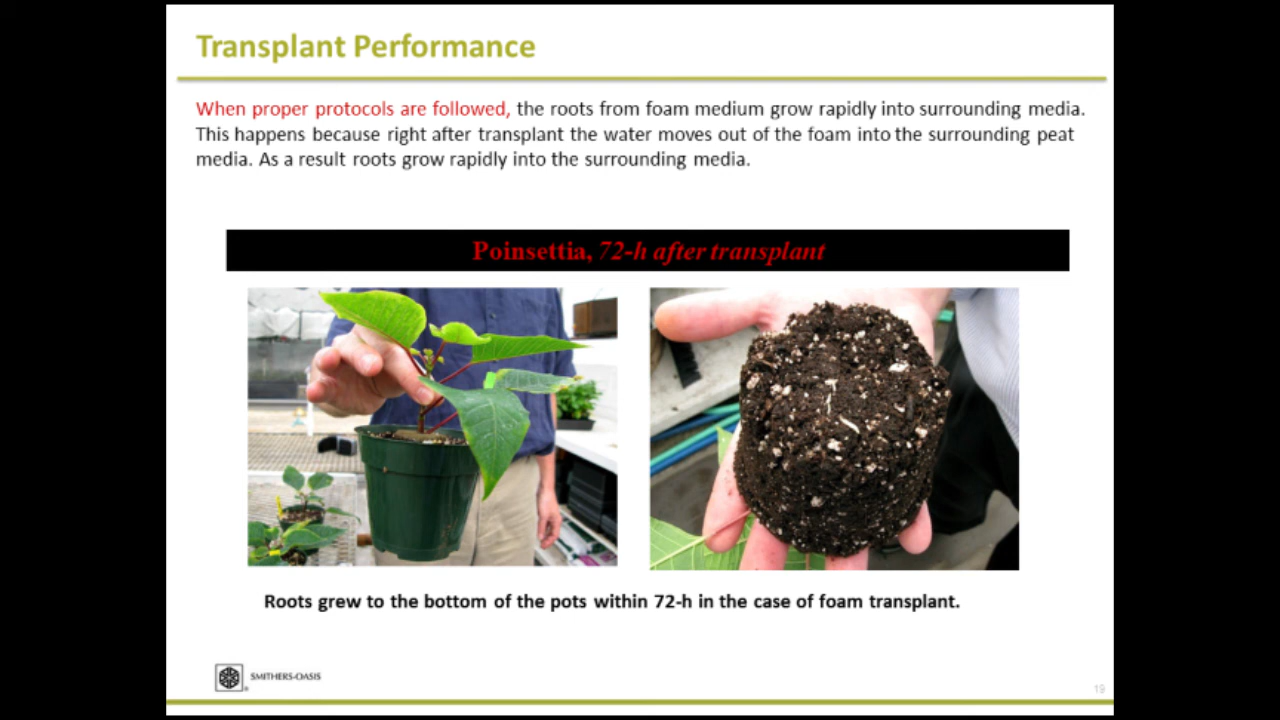 Transplant Performance
When proper protocols are followed, the roots from foam medium grow rapidly into surrounding media.
This happens because right after transplant the water moves out of the foam into the surrounding peat
media. As a result roots grow rapidly into the surrounding media.
Poinsettia, 72-h after transplant
Roots grew to the bottom of the pots within 72-h in the case of foam transplant.
SMITHERS-OASIS
19